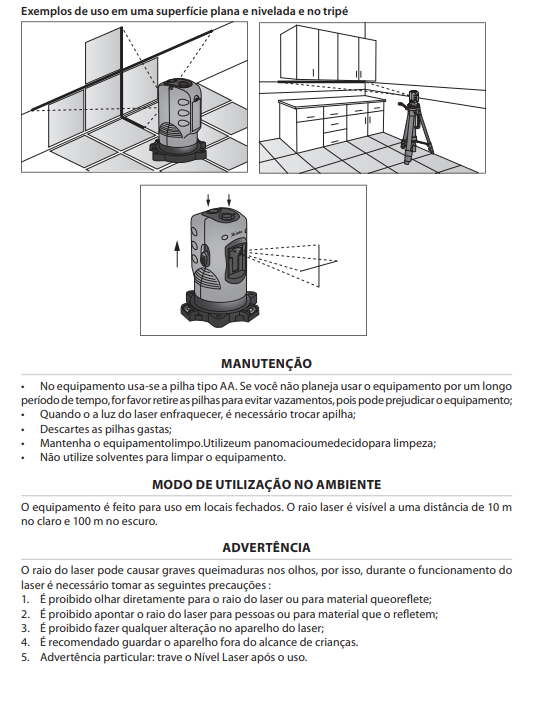 Exemplos de uso em uma superfície plana e nivelada e no tripé
MANUTENÇÃO
• No equipamento usa-se a pilha tipo AA. Se você não planeja usar o equipamento por um longo
período de tempo, for favor retire as pilhas para evitar vazamentos, pois pode prejudicar o equipamento;
• Quando o a luz do laser enfraquecer, é necessário trocar apilha;
• Descartes as pilhas gastas;
• Mantenha o equipamentolimpo.Utilizeum panomacioumedecidopara limpeza;
• Não utilize solventes para limpar o equipamento.
MODO DE UTILIZAÇÃO NO AMBIENTE
O equipamento é feito para uso em locais fechados. O raio laser é visível a uma distância de 10 m
no claro e 100 m no escuro.
ADVERTÊNCIA
O raio do laser pode causar graves queimaduras nos olhos, por isso, durante o funcionamento do
laser é necessário tomar as seguintes precauções :
1. É proibido olhar diretamente para o raio do laser ou para material queoreflete;
2. É proibido apontar o raio do laser para pessoas ou para material que o refletem;
3. É proibido fazer qualquer alteração no aparelho do laser;
4. É recomendado guardar o aparelho fora do alcance de crianças.
5. Advertência particular: trave o Nível Laser após o uso.